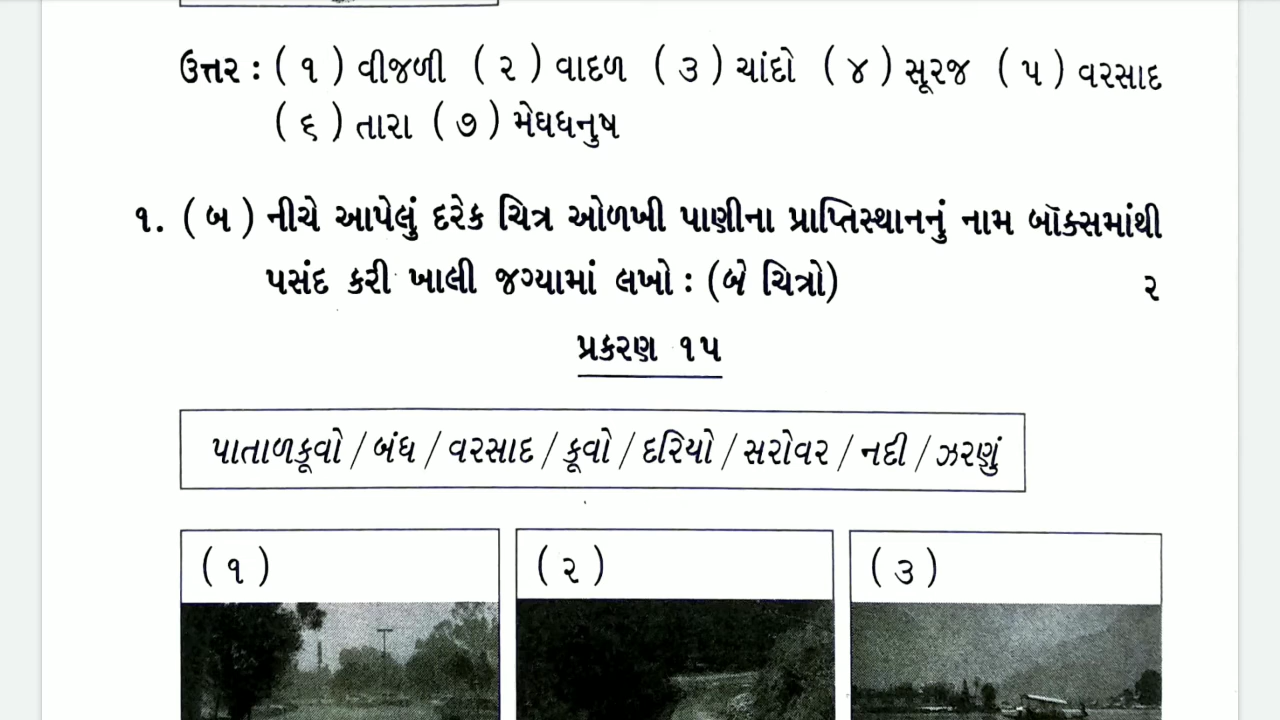 ઉત્તર : ( ૧ ) વીજળી ( ૨ ) વાદળ ( ૩ ) ચાંદો ( ૪ ) સૂરજ ( ૫ ) વરસાદ
( ૬ ) તારા ( ૭ ) મેઘધનુષ
૧. ( બ ) નીચે આપેલું દરેક ચિત્ર ઓળખી પાણીના પ્રાપ્તિસ્થાનનું નામ બૉક્સમાંથી
પસંદ કરી ખાલી જગ્યામાં લખો : (બે ચિત્રો) ૨
પ્રકરણ ૧૫
પાતાળકૂવો / બંધ / વરસાદ / કૂવો / દરિયો / સરોવર / નદી / ઝરણું
( ૧ ) ( ૨ ) ( ૩ )